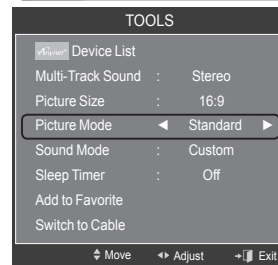 TOOLS
Anynet+ Device List
Multi-Track Sound : Stereo
Picture Size : 16:9
Picture Mode ◄ Standard ►
Sound Mode : Custom
Sleep Timer : Off
Add to Favorite
Switch to Cable
Move Adjust Exit